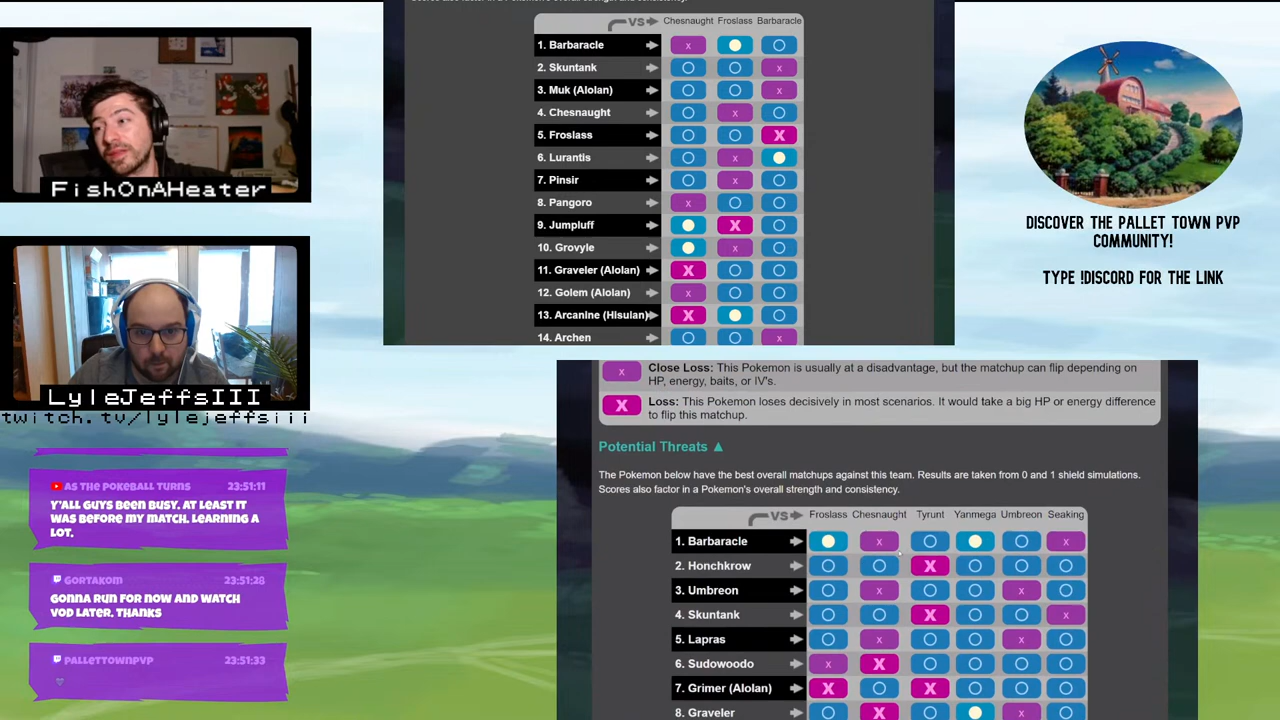 VS Chesnaught Froslass Barbaracle
1. Barbaracle x
2. Skuntank x
3. Muk (Alolan) x
4. Chesnaught x
5. Froslass X
6. Lurantis x
7. Pinsir x
8. Pangoro x
9. Jumpluff X
10. Grovyle x
11. Graveler (Alolan) X
12. Golem (Alolan) x
13. Arcanine (Hisuian) X
14. Archen x
FishOnAHeater
LyleJeffsIII
twitch.tv/lylejeffsiii
DISCOVER THE PALLET TOWN PVP
COMMUNITY!
TYPE !DISCORD FOR THE LINK
AS THE POKEBALL TURNS 23:51:11
Y'ALL GUYS BEEN BUSY. AT LEAST IT
WAS BEFORE MY MATCH. LEARNING A
LOT.
GORTAKOM 23:51:28
GONNA RUN FOR NOW AND WATCH
VOD LATER. THANKS
PALLETTOWNPVP 23:51:33
x Close Loss: This Pokemon is usually at a disadvantage, but the matchup can flip depending on
HP, energy, baits, or IV's.
X Loss: This Pokemon loses decisively in most scenarios. It would take a big HP or energy difference
to flip this matchup.
Potential Threats ▲
The Pokemon below have the best overall matchups against this team. Results are taken from 0 and 1 shield simulations.
Scores also factor in a Pokemon's overall strength and consistency.
VS Froslass Chesnaught Tyrunt Yanmega Umbreon Seaking
1. Barbaracle x x
2. Honchkrow X
3. Umbreon x x
4. Skuntank X x
5. Lapras x x
6. Sudowoodo x X
7. Grimer (Alolan) X X
8. Graveler X x